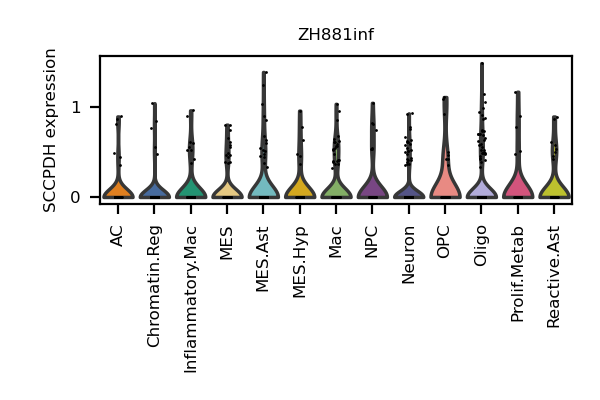 ZH881inf
SCCPDH expression
1
0
AC
Chromatin.Reg
Inflammatory.Mac
MES
MES.Ast
MES.Hyp
Mac
NPC
Neuron
OPC
Oligo
Prolif.Metab
Reactive.Ast